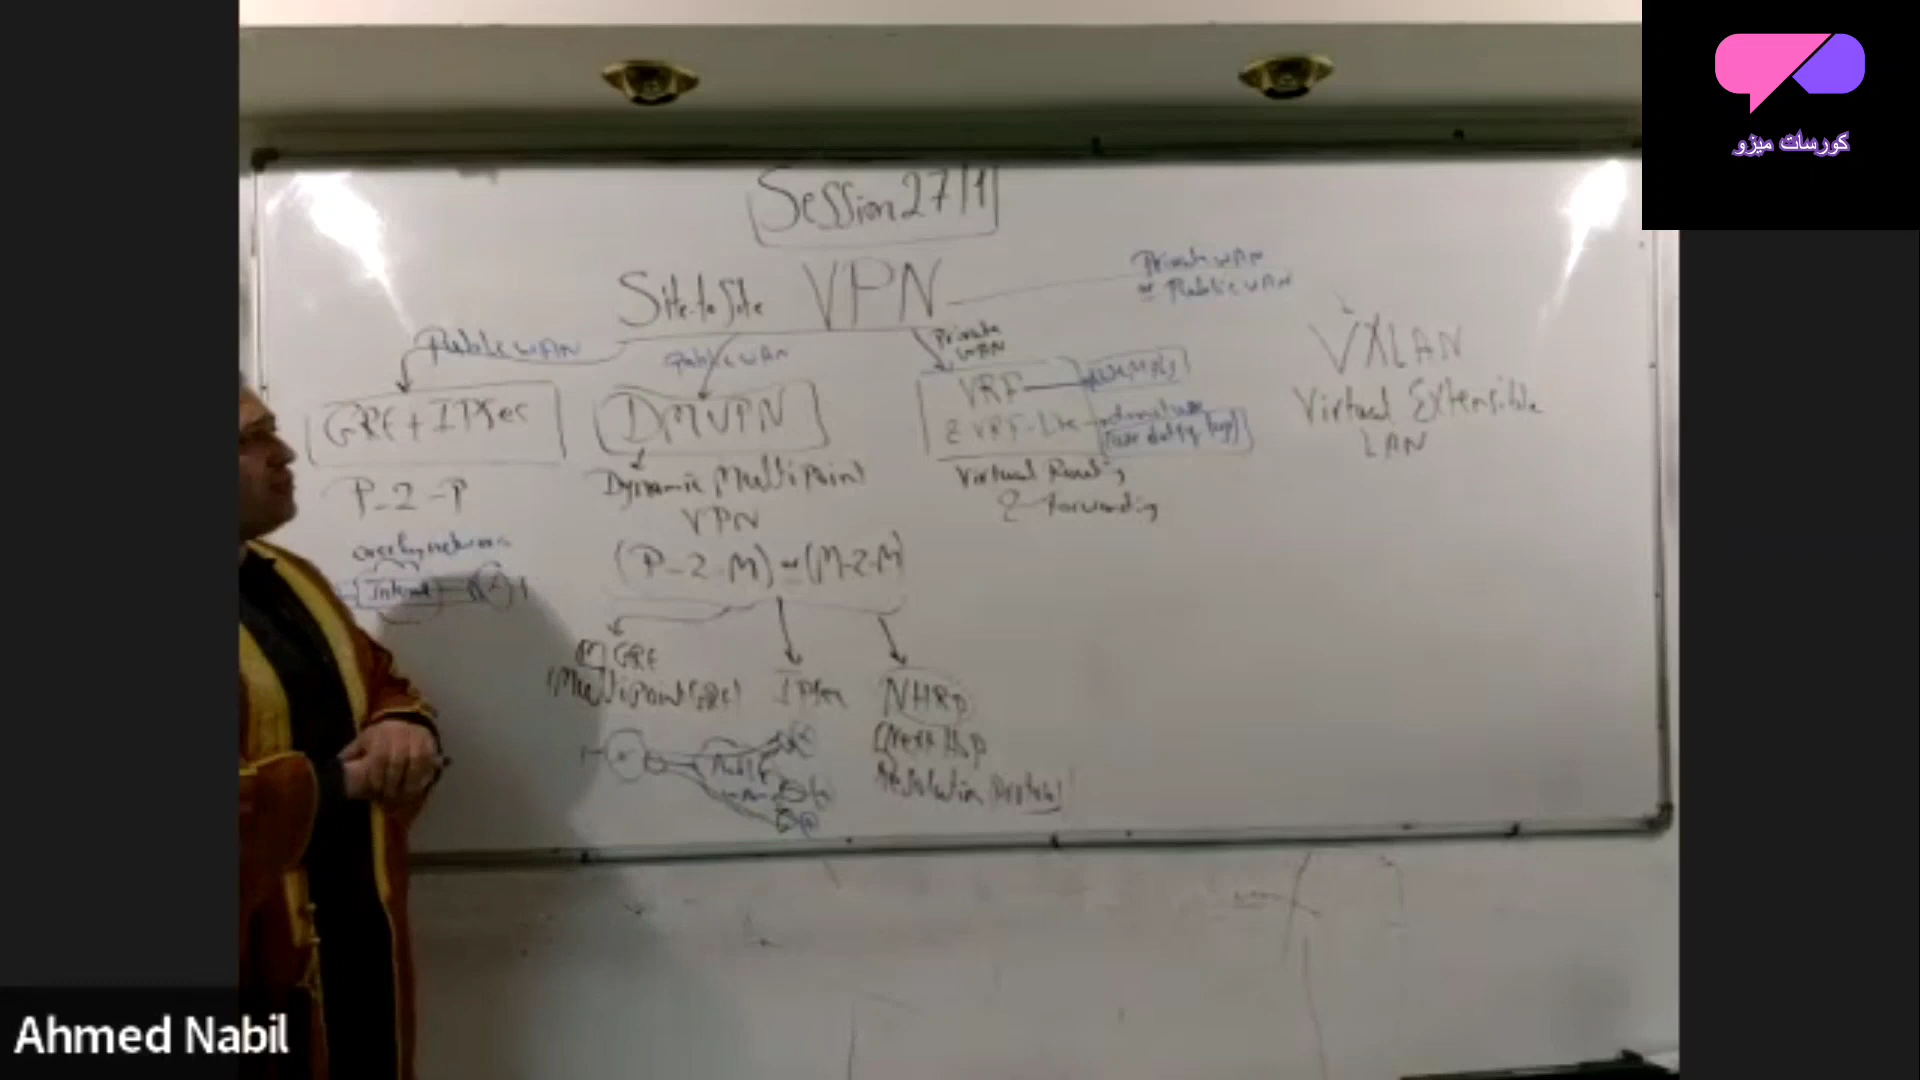 كورسات ميزو
Session 27/1
Site-to-Site VPN
Private WAN
or Public WAN
Public WAN
Public WAN
Private
WAN
GRE + IPSec
DMVPN
VRF
& VRF-Lite
VXLAN
Virtual Extensible
LAN
P-2-P
Dynamic MultiPoint
VPN
Virtual Routing
& Forwarding
overlay network
Internet
(P-2-M) or (M-2-M)
M GRE
(MultiPoint GRE)
IPSec
NHRP
Next Hop
Resolution Protocol
Public
Ahmed Nabil